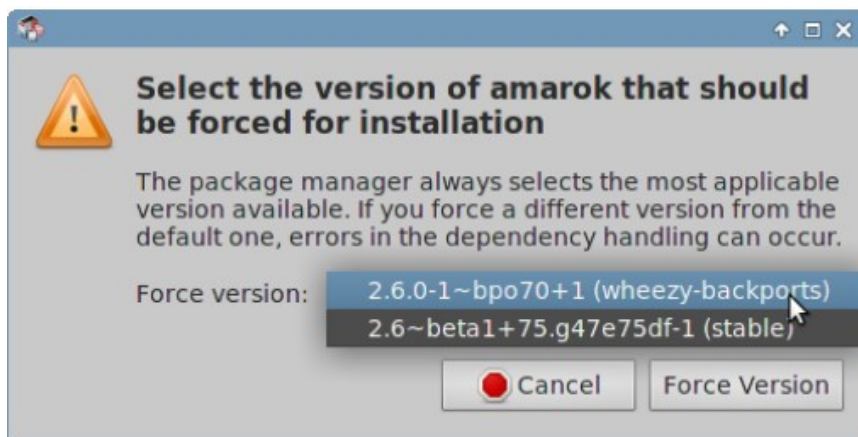 Select the version of amarok that should
be forced for installation
The package manager always selects the most applicable
version available. If you force a different version from the
default one, errors in the dependency handling can occur.
Force version: 2.6.0-1~bpo70+1 (wheezy-backports)
2.6~beta1+75.g47e75df-1 (stable)
Cancel Force Version